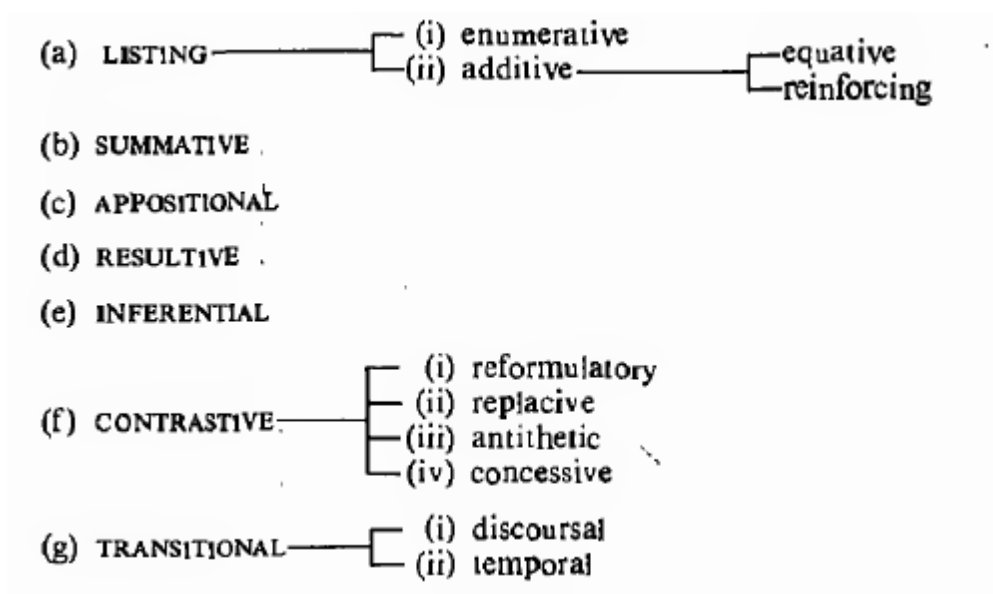 (a) LISTING (i) enumerative
(ii) additive equative
reinforcing
(b) SUMMATIVE
(c) APPOSITIONAL
(d) RESULTIVE
(e) INFERENTIAL
(i) reformulatory
(ii) replacive
(f) CONTRASTIVE
(iii) antithetic
(iv) concessive
(i) discoursal
(g) TRANSITIONAL
(ii) temporal